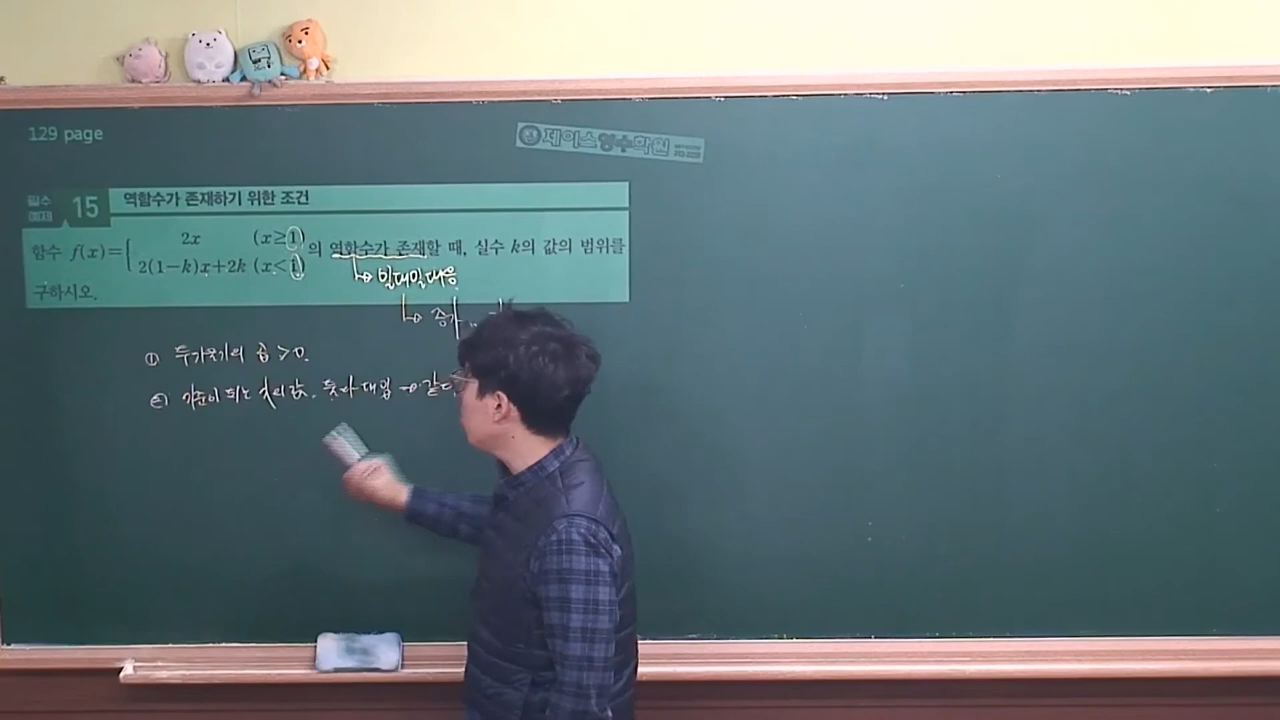 129 page
제이스영수학원
필수 예제 15 역함수가 존재하기 위한 조건
함수 f(x)={ 2x (x≥1)
2(1-k)x+2k (x<1) 의 역함수가 존재할 때, 실수 k의 값의 범위를
구하시오.
↳ 일대일대응
↳ 증가
① 두 기울기의 곱 >0.
② 기준이 되는 x의 값. 둘다 대입 → 같다.